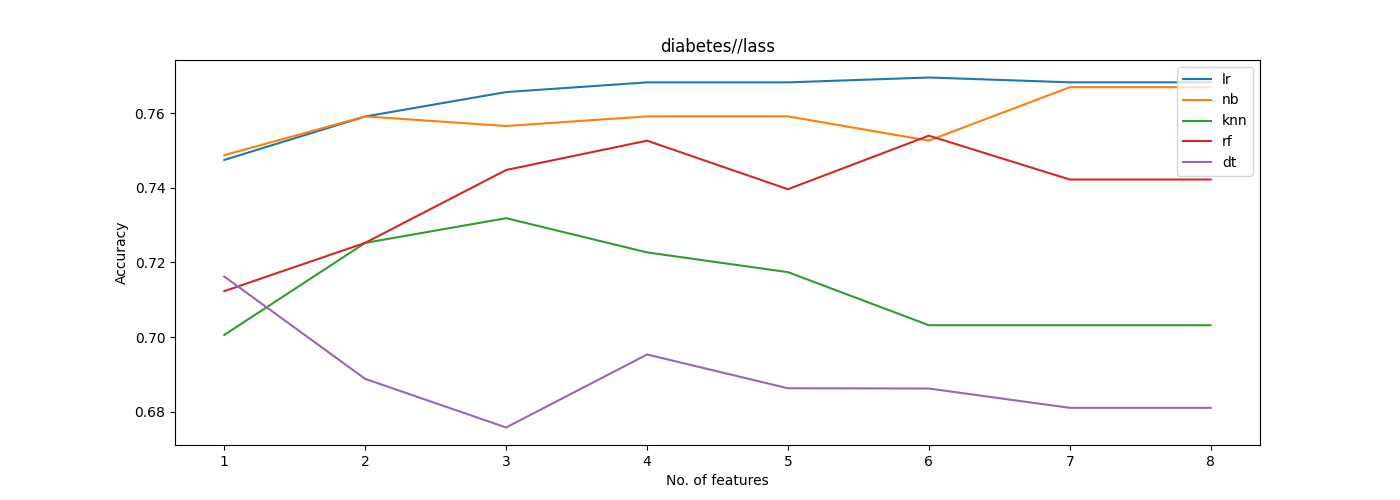 diabetes//lass
Accuracy
0.76
0.74
0.72
0.70
0.68
lr
nb
knn
rf
dt
1 2 3 4 5 6 7 8
No. of features